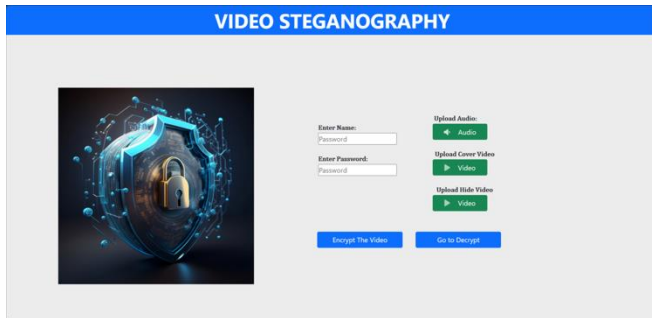 VIDEO STEGANOGRAPHY
Enter Name:
Password
Enter Password:
Password
Upload Audio:
Audio
Upload Cover Video
Video
Upload Hide Video
Video
Encrypt The Video
Go to Decrypt